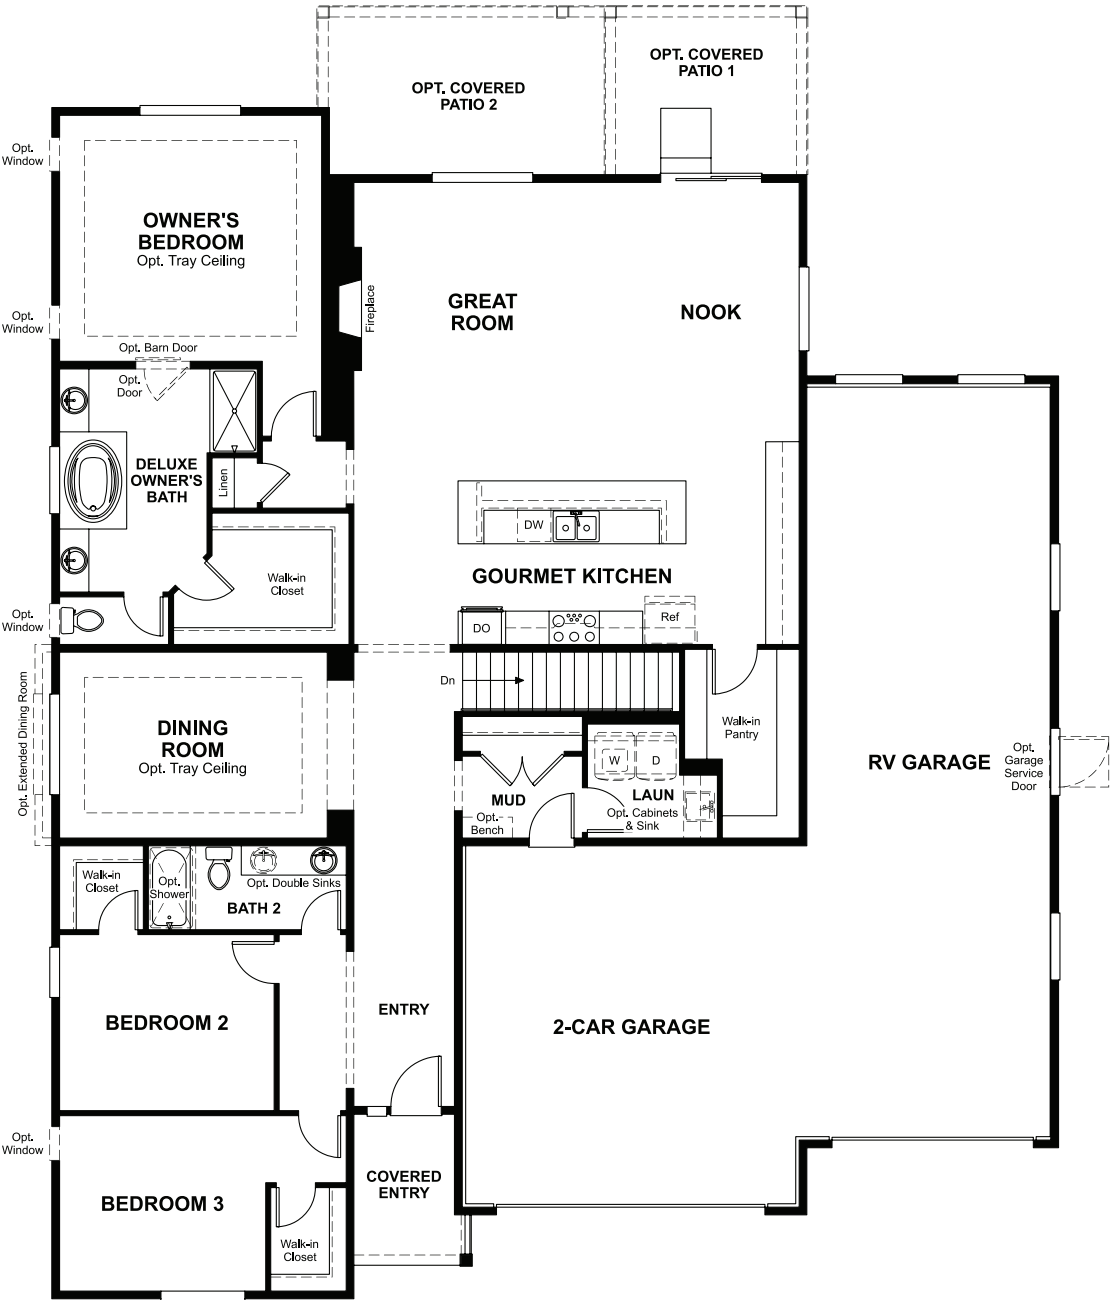 OPT. COVERED
PATIO 1
OPT. COVERED
PATIO 2
Opt.
Window
OWNER'S
BEDROOM
Opt. Tray Ceiling
Opt.
Window
Fireplace
GREAT
ROOM
NOOK
Opt. Barn Door
Opt.
Door
DELUXE
OWNER'S
BATH
Linen
DW
GOURMET KITCHEN
Walk-in
Closet
Opt.
Window
DO
Ref
Dn
Opt. Extended Dining Room
DINING
ROOM
Opt. Tray Ceiling
Walk-in
Pantry
RV GARAGE
Opt.
Garage
Service
Door
W
D
MUD
LAUN
Opt. Cabinets
& Sink
Opt.
Bench
Walk-in
Closet
Opt.
Shower
Opt. Double Sinks
BATH 2
ENTRY
BEDROOM 2
2-CAR GARAGE
Opt.
Window
COVERED
ENTRY
BEDROOM 3
Walk-in
Closet